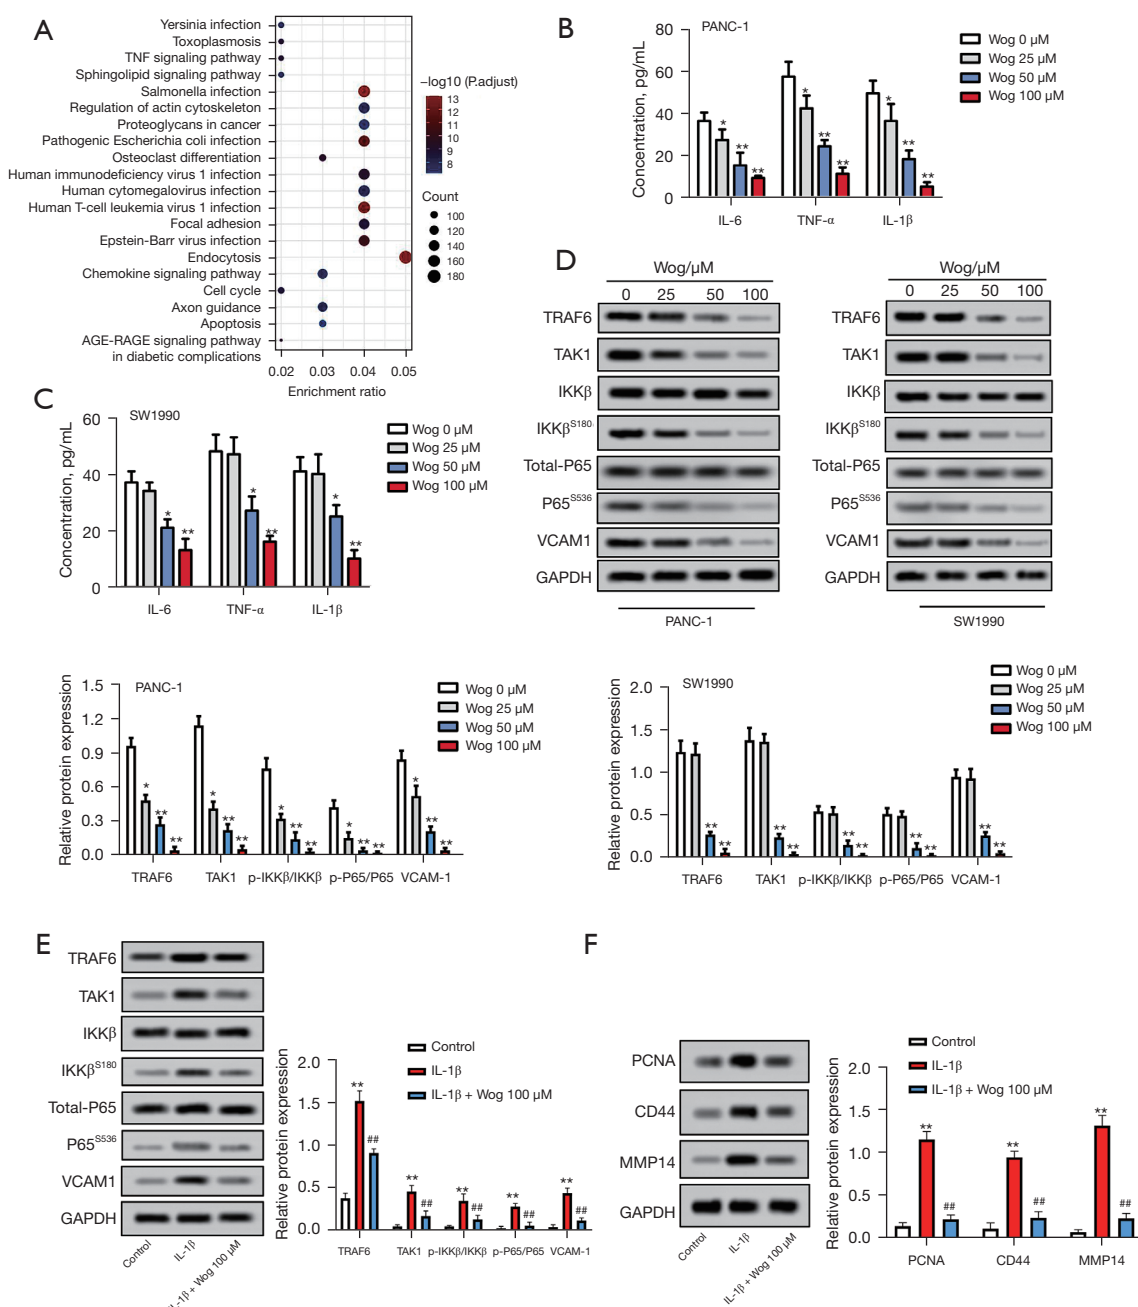 A
Yersinia infection
Toxoplasmosis
TNF signaling pathway
Sphingolipid signaling pathway
Salmonella infection
Regulation of actin cytoskeleton
Proteoglycans in cancer
Pathogenic Escherichia coli infection
Osteoclast differentiation
Human immunodeficiency virus 1 infection
Human cytomegalovirus infection
Human T-cell leukemia virus 1 infection
Focal adhesion
Epstein-Barr virus infection
Endocytosis
Chemokine signaling pathway
Cell cycle
Axon guidance
Apoptosis
AGE-RAGE signaling pathway
in diabetic complications
0.02 0.03 0.04 0.05
Enrichment ratio
−log10 (P.adjust)
13
12
11
10
9
8
Count
100
120
140
160
180
B
PANC-1
Concentration, pg/mL
80
60
40
20
0
* ** **
* ** **
* ** **
IL-6 TNF-α IL-1β
Wog 0 μM
Wog 25 μM
Wog 50 μM
Wog 100 μM
C
SW1990
Concentration, pg/mL
60
40
20
0
* **
* **
* **
IL-6 TNF-α IL-1β
Wog 0 μM
Wog 25 μM
Wog 50 μM
Wog 100 μM
D
Wog/μM
0 25 50 100
TRAF6
TAK1
IKKβ
IKKβS180
Total-P65
P65S536
VCAM1
GAPDH
PANC-1
Wog/μM
0 25 50 100
TRAF6
TAK1
IKKβ
IKKβS180
Total-P65
P65S536
VCAM1
GAPDH
SW1990
PANC-1
Relative protein expression
1.5
1.2
0.9
0.6
0.3
0.0
* ** **
* ** **
* ** **
* ** **
* ** **
TRAF6 TAK1 p-IKKβ/IKKβ p-P65/P65 VCAM-1
Wog 0 μM
Wog 25 μM
Wog 50 μM
Wog 100 μM
SW1990
Relative protein expression
2.0
1.5
1.0
0.5
0.0
** **
** **
** **
** **
** **
TRAF6 TAK1 p-IKKβ/IKKβ p-P65/P65 VCAM-1
Wog 0 μM
Wog 25 μM
Wog 50 μM
Wog 100 μM
E
TRAF6
TAK1
IKKβ
IKKβS180
Total-P65
P65S536
VCAM1
GAPDH
Control
IL-1β
IL-1β + Wog 100 μM
Relative protein expression
2.0
1.5
1.0
0.5
0.0
** ##
** ##
** ##
** ##
** ##
TRAF6 TAK1 p-IKKβ/IKKβ p-P65/P65 VCAM-1
Control
IL-1β
IL-1β + Wog 100 μM
F
PCNA
CD44
MMP14
GAPDH
Control
IL-1β
IL-1β + Wog 100 μM
Relative protein expression
2.0
1.5
1.0
0.5
0.0
** ##
** ##
** ##
PCNA CD44 MMP14
Control
IL-1β
IL-1β + Wog 100 μM